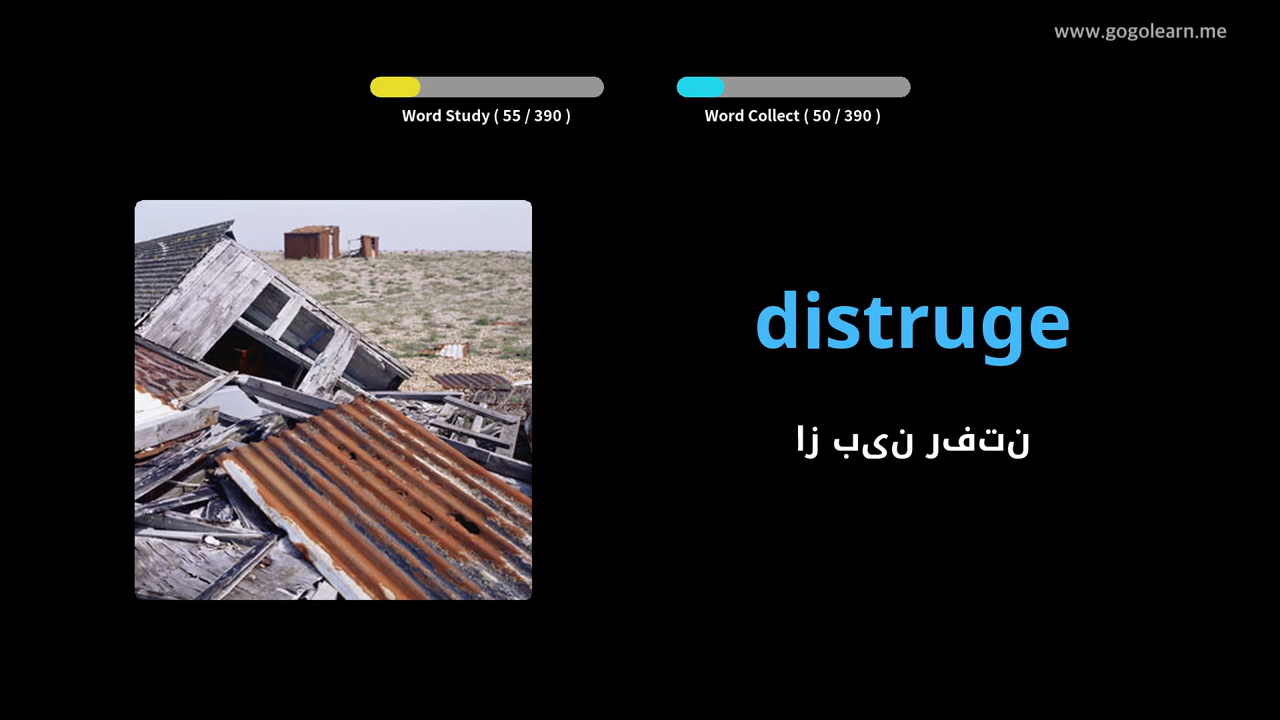 www.gogolearn.me
Word Study ( 55 / 390 )
Word Collect ( 50 / 390 )
distruge
از بین رفتن